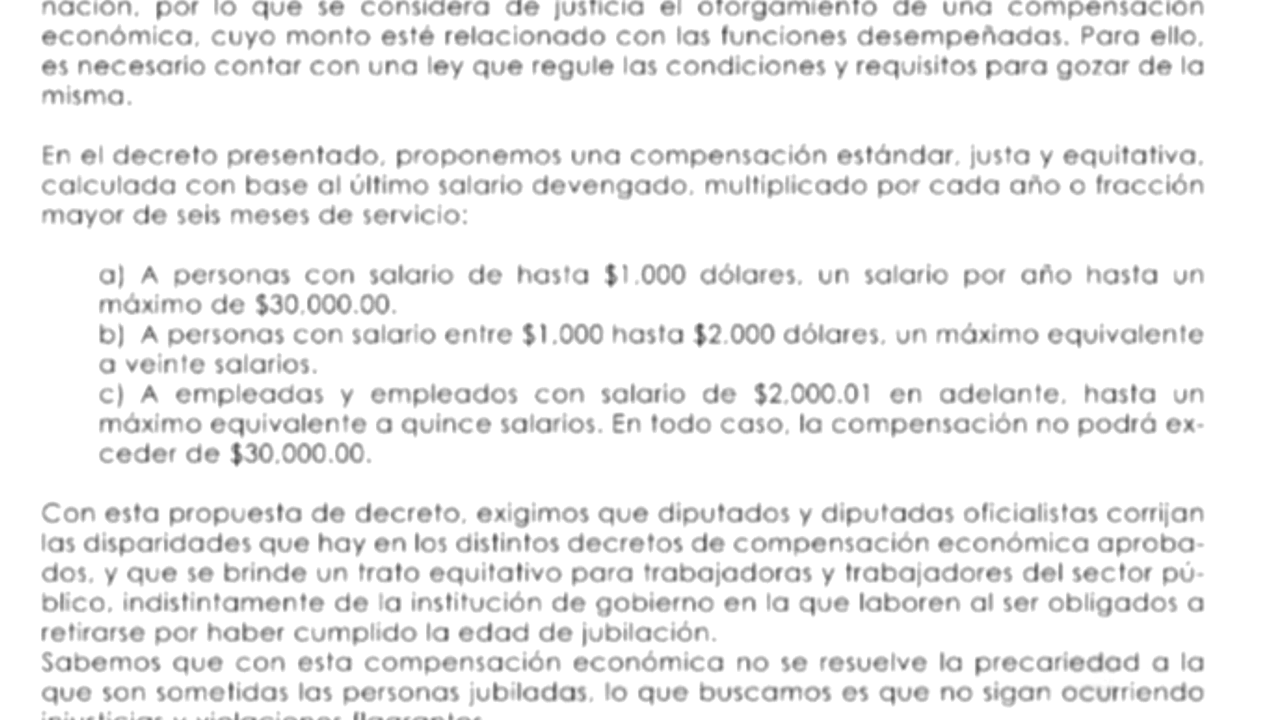 nación, por lo que se considera de justicia el otorgamiento de una compensación
económica, cuyo monto esté relacionado con las funciones desempeñadas. Para ello,
es necesario contar con una ley que regule las condiciones y requisitos para gozar de la
misma.
En el decreto presentado, proponemos una compensación estándar, justa y equitativa,
calculada con base al último salario devengado, multiplicado por cada año o fracción
mayor de seis meses de servicio:
a) A personas con salario de hasta $1,000 dólares, un salario por año hasta un
máximo de $30,000.00.
b) A personas con salario entre $1,000 hasta $2,000 dólares, un máximo equivalente
a veinte salarios.
c) A empleadas y empleados con salario de $2,000.01 en adelante, hasta un
máximo equivalente a quince salarios. En todo caso, la compensación no podrá ex-
ceder de $30,000.00.
Con esta propuesta de decreto, exigimos que diputados y diputadas oficialistas corrijan
las disparidades que hay en los distintos decretos de compensación económica aproba-
dos, y que se brinde un trato equitativo para trabajadoras y trabajadores del sector pú-
blico, indistintamente de la institución de gobierno en la que laboren al ser obligados a
retirarse por haber cumplido la edad de jubilación.
Sabemos que con esta compensación económica no se resuelve la precariedad a la
que son sometidas las personas jubiladas, lo que buscamos es que no sigan ocurriendo
injusticias y violaciones flagrantes